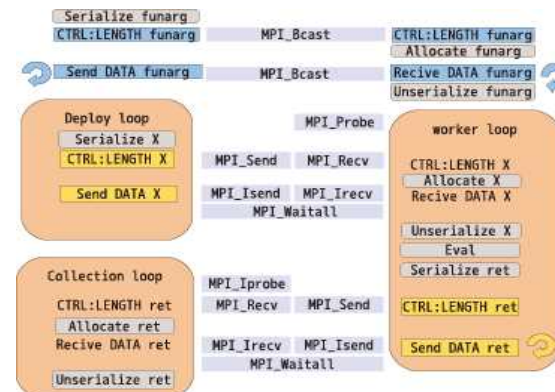 Serialize funarg
CTRL:LENGTH funarg
MPI_Bcast
CTRL:LENGTH funarg
Allocate funarg
Send DATA funarg
MPI_Bcast
Recive DATA funarg
Unserialize funarg
Deploy loop
Serialize X
CTRL:LENGTH X
Send DATA X
MPI_Probe
MPI_Send
MPI_Recv
MPI_Isend
MPI_Irecv
MPI_Waitall
worker loop
CTRL:LENGTH X
Allocate X
Recive DATA X
Unserialize X
Eval
Serialize ret
CTRL:LENGTH ret
Send DATA ret
Collection loop
CTRL:LENGTH ret
Allocate ret
Recive DATA ret
Unserialize ret
MPI_Iprobe
MPI_Recv
MPI_Send
MPI_Irecv
MPI_Isend
MPI_Waitall